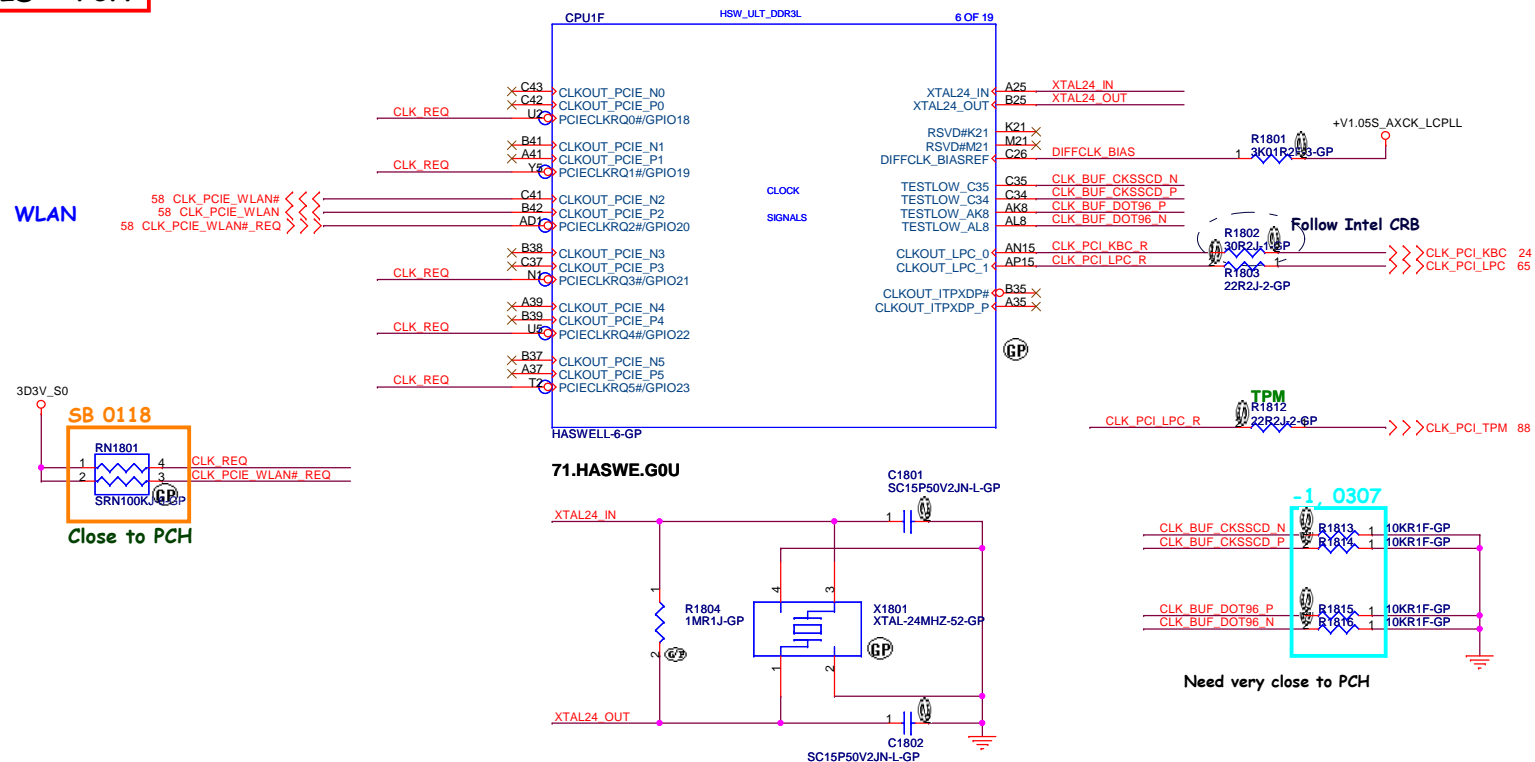 CPU1F
HSW_ULT_DDR3L
6 OF 19
C43 CLKOUT_PCIE_N0
C42 CLKOUT_PCIE_P0
CLK_REQ U2 PCIECLKRQ0#/GPIO18
B41 CLKOUT_PCIE_N1
A41 CLKOUT_PCIE_P1
CLK_REQ Y5 PCIECLKRQ1#/GPIO19
WLAN
58 CLK_PCIE_WLAN# C41 CLKOUT_PCIE_N2
58 CLK_PCIE_WLAN B42 CLKOUT_PCIE_P2
58 CLK_PCIE_WLAN#_REQ AD1 PCIECLKRQ2#/GPIO20
B38 CLKOUT_PCIE_N3
C37 CLKOUT_PCIE_P3
CLK_REQ N1 PCIECLKRQ3#/GPIO21
A39 CLKOUT_PCIE_N4
B39 CLKOUT_PCIE_P4
CLK_REQ U5 PCIECLKRQ4#/GPIO22
B37 CLKOUT_PCIE_N5
A37 CLKOUT_PCIE_P5
CLK_REQ T2 PCIECLKRQ5#/GPIO23
CLOCK
SIGNALS
XTAL24_IN A25 XTAL24_IN
XTAL24_OUT B25 XTAL24_OUT
RSVD#K21 K21
RSVD#M21 M21
DIFFCLK_BIASREF C26 DIFFCLK_BIAS
+V1.05S_AXCK_LCPLL
R1801
1
TESTLOW_C35 C35 CLK_BUF_CKSSCD_N
TESTLOW_C34 C34 CLK_BUF_CKSSCD_P
TESTLOW_AK8 AK8 CLK_BUF_DOT96_P
TESTLOW_AL8 AL8 CLK_BUF_DOT96_N
Follow Intel CRB
R1802
30R2J-1-GP
CLKOUT_LPC_0 AN15 CLK_PCI_KBC_R CLK_PCI_KBC 24
CLKOUT_LPC_1 AP15 CLK_PCI_LPC_R 1 CLK_PCI_LPC 65
R1803
22R2J-2-GP
CLKOUT_ITPXDP# B35
CLKOUT_ITPXDP_P A35
GP
HASWELL-6-GP
71.HASWE.G0U
3D3V_S0
SB 0118
RN1801
1 4 CLK_REQ
2 3 CLK_PCIE_WLAN#_REQ
GP
Close to PCH
TPM
R1812
CLK_PCI_LPC_R 2 22R2J-2-GP CLK_PCI_TPM 88
C1801
SC15P50V2JN-L-GP
XTAL24_IN 1
4 3
1
R1804
1MR1J-GP
2
X1801
XTAL-24MHZ-52-GP
GP
1 2
XTAL24_OUT 1
C1802
SC15P50V2JN-L-GP
-1, 0307
CLK_BUF_CKSSCD_N R1813 1 10KR1F-GP
CLK_BUF_CKSSCD_P 2 R1814 1 10KR1F-GP
CLK_BUF_DOT96_P R1815 1 10KR1F-GP
CLK_BUF_DOT96_N 2 R1816 1 10KR1F-GP
Need very close to PCH